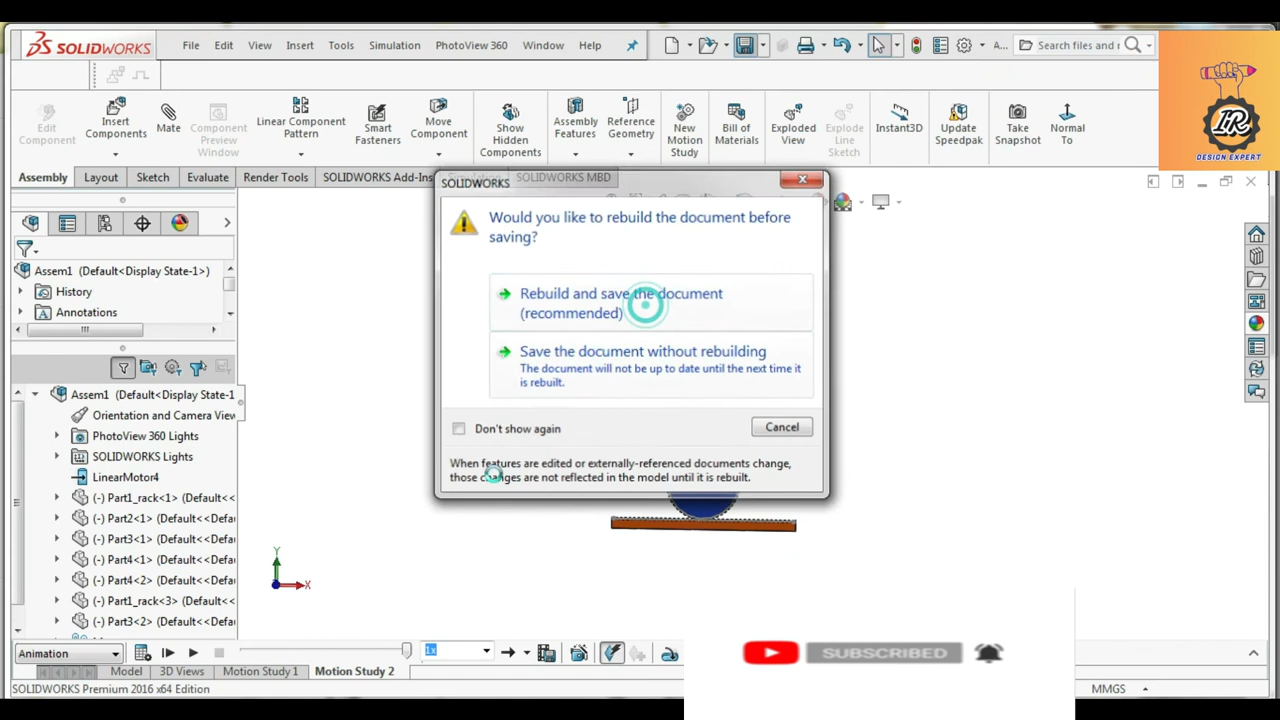 SOLIDWORKS
File Edit View Insert Tools Simulation PhotoView 360 Window Help
A...
Search files and r
Edit Component
Insert Components
Mate
Component Preview Window
Linear Component Pattern
Smart Fasteners
Move Component
Show Hidden Components
Assembly Features
Reference Geometry
New Motion Study
Bill of Materials
Exploded View
Explode Line Sketch
Instant3D
Update Speedpak
Take Snapshot
Normal To
IR
DESIGN EXPERT
Assembly Layout Sketch Evaluate Render Tools SOLIDWORKS Add-Ins Simulation SOLIDWORKS MBD
SOLIDWORKS
Would you like to rebuild the document before
saving?
Rebuild and save the document
(recommended)
Save the document without rebuilding
The document will not be up to date until the next time it
is rebuilt.
Don't show again
Cancel
When features are edited or externally-referenced documents change,
those changes are not reflected in the model until it is rebuilt.
Assem1 (Default<Display State-1>)
History
Annotations
Assem1 (Default<Display State-1
Orientation and Camera View
PhotoView 360 Lights
SOLIDWORKS Lights
LinearMotor4
(-) Part1_rack<1> (Default<
(-) Part2<1> (Default<<Defau
(-) Part3<1> (Default<<Defau
(-) Part4<1> (Default<<Defau
(-) Part4<2> (Default<<Defau
(-) Part1_rack<3> (Default<
(-) Part3<2> (Default<<Defau
Y
X
Animation
1x
Model 3D Views Motion Study 1 Motion Study 2
SUBSCRIBED
SOLIDWORKS Premium 2016 x64 Edition
MMGS